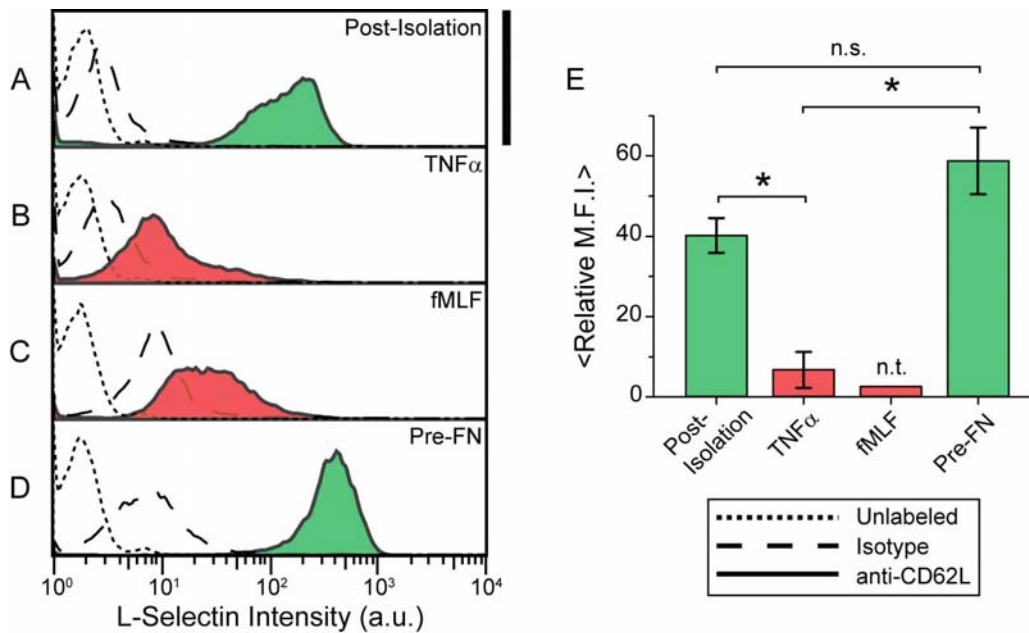 A
Post-Isolation
B
TNFα
C
fMLF
D
Pre-FN
10⁰ 10¹ 10² 10³ 10⁴
L-Selectin Intensity (a.u.)
E
n.s.
*
*
<Relative M.F.I.>
60
40
20
0
n.t.
Post-
Isolation
TNFα
fMLF
Pre-FN
Unlabeled
Isotype
anti-CD62L